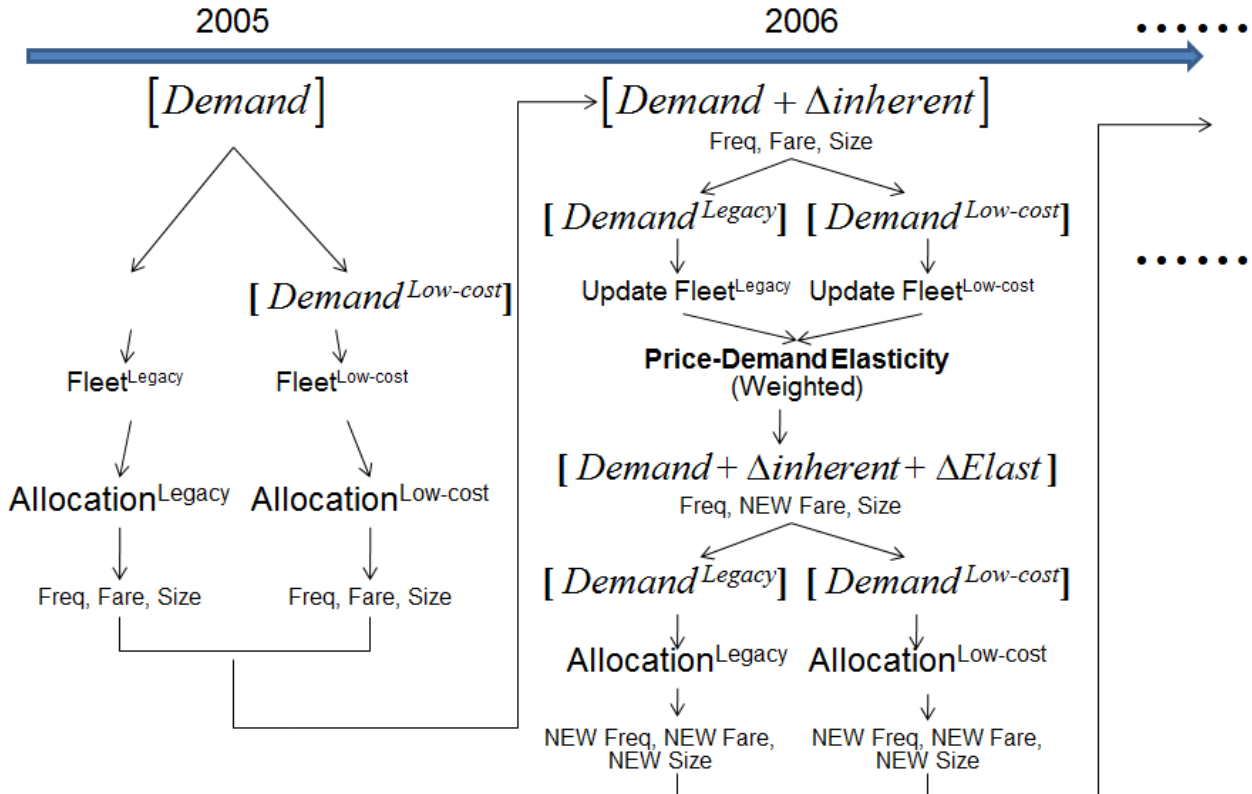 2005
2006
......
[Demand]
[Demand + Δinherent]
Freq, Fare, Size
[Demand^Legacy] [Demand^Low-cost]
......
[Demand^Low-cost]
Update Fleet^Legacy Update Fleet^Low-cost
Fleet^Legacy Fleet^Low-cost
Price-Demand Elasticity
(Weighted)
[Demand + Δinherent + ΔElast]
Freq, NEW Fare, Size
Allocation^Legacy Allocation^Low-cost
[Demand^Legacy] [Demand^Low-cost]
Freq, Fare, Size Freq, Fare, Size
Allocation^Legacy Allocation^Low-cost
NEW Freq, NEW Fare,
NEW Size
NEW Freq, NEW Fare,
NEW Size